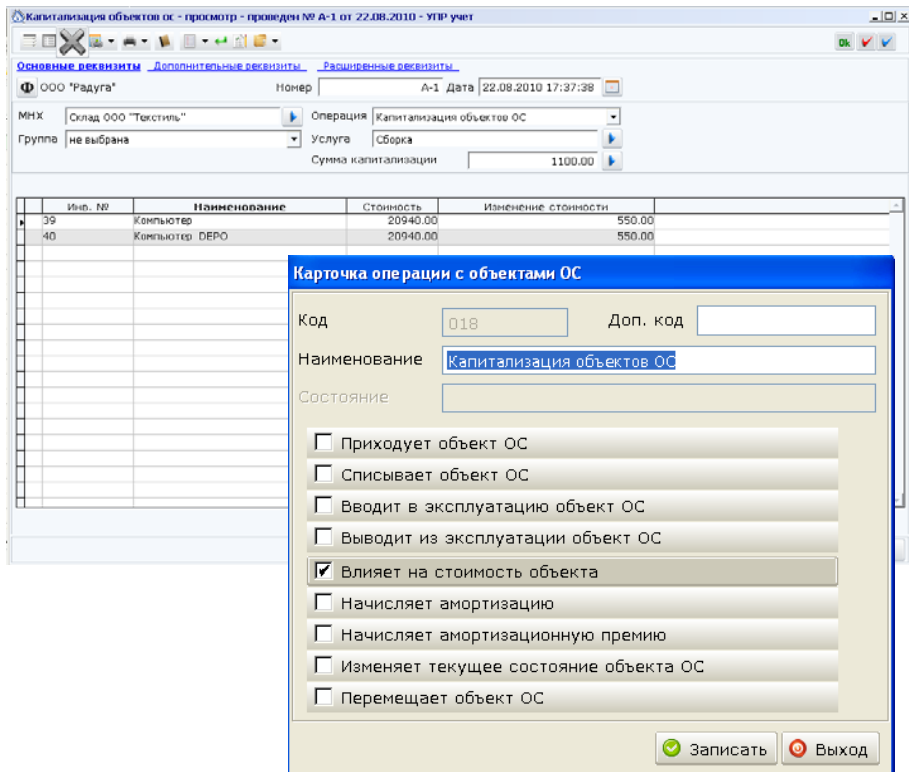 Капитализация объектов ос - просмотр - проведен № А-1 от 22.08.2010 - УПР учет
Ok
Основные реквизиты Дополнительные реквизиты Расширенные реквизиты
Ф ООО "Радуга" Номер А-1 Дата 22.08.2010 17:37:38
МНХ Склад ООО "Текстиль" Операция Капитализация объектов ОС
Группа не выбрана Услуга Сборка
Сумма капитализации 1100.00
Инв. № Наименование Стоимость Изменение стоимости
39 Компьютер 20940.00 550.00
40 Компьютер DEPO 20940.00 550.00
Карточка операции с объектами ОС
Код 018 Доп. код
Наименование Капитализация объектов ОС
Состояние
Приходует объект ОС
Списывает объект ОС
Вводит в эксплуатацию объект ОС
Выводит из эксплуатации объект ОС
Влияет на стоимость объекта
Начисляет амортизацию
Начисляет амортизационную премию
Изменяет текущее состояние объекта ОС
Перемещает объект ОС
Записать Выход